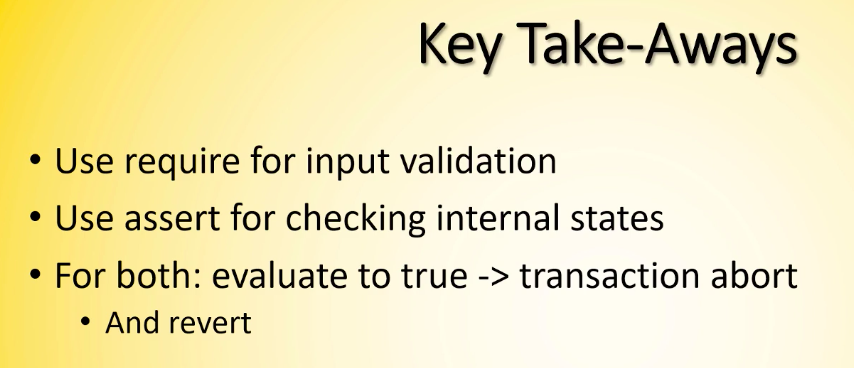 Key Take-Aways
• Use require for input validation
• Use assert for checking internal states
• For both: evaluate to true -> transaction abort
• And revert